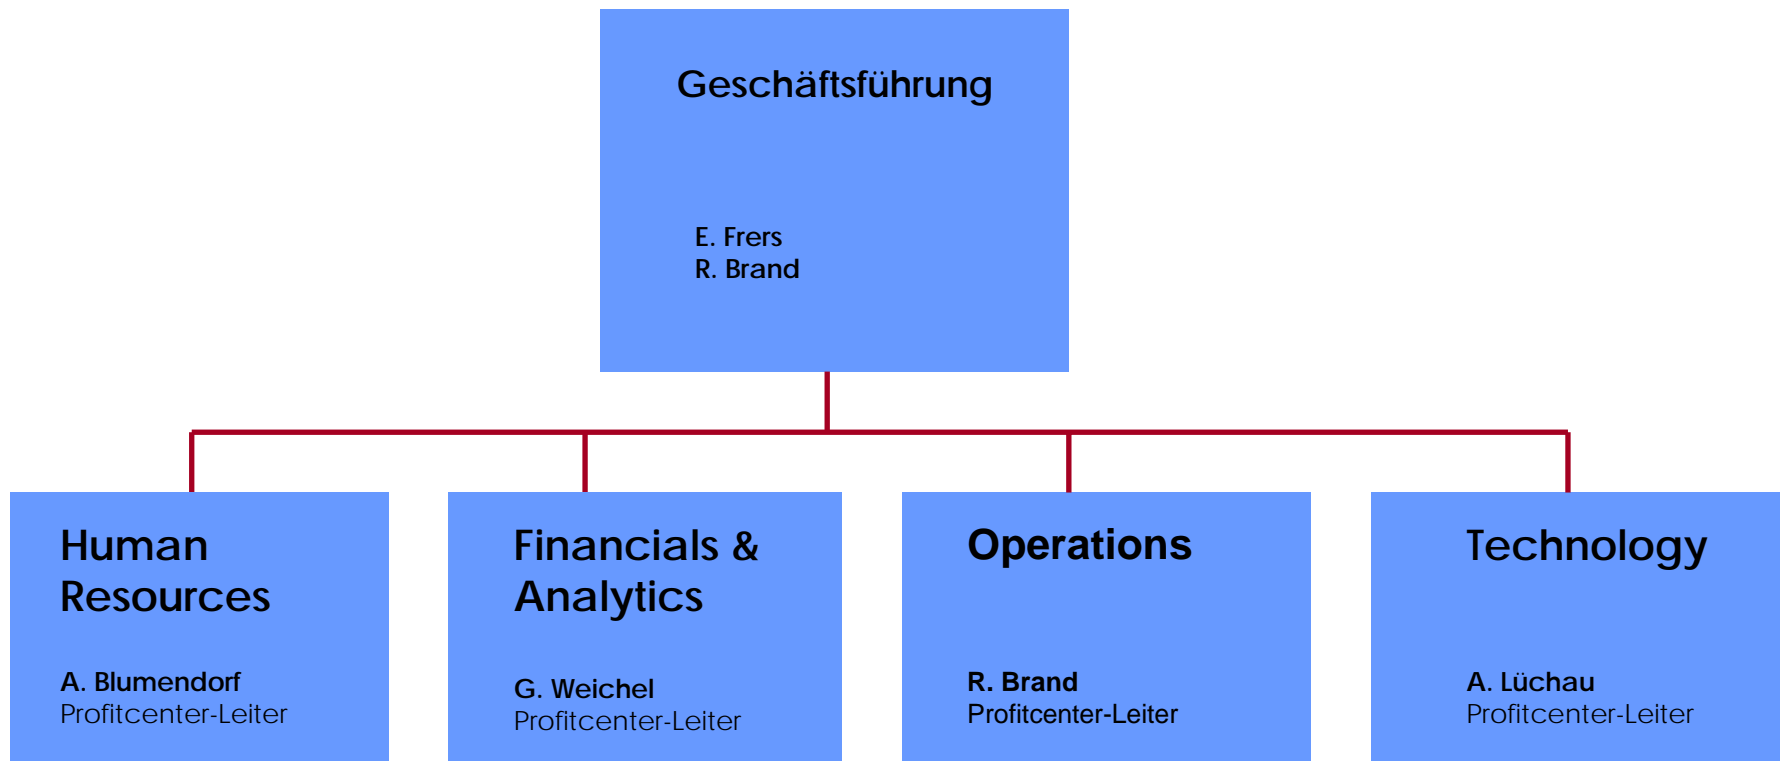 Geschäftsführung
E. Frers
R. Brand
Human
Resources
A. Blumendorf
Profitcenter-Leiter
Financials &
Analytics
G. Weichel
Profitcenter-Leiter
Operations
R. Brand
Profitcenter-Leiter
Technology
A. Lüchau
Profitcenter-Leiter